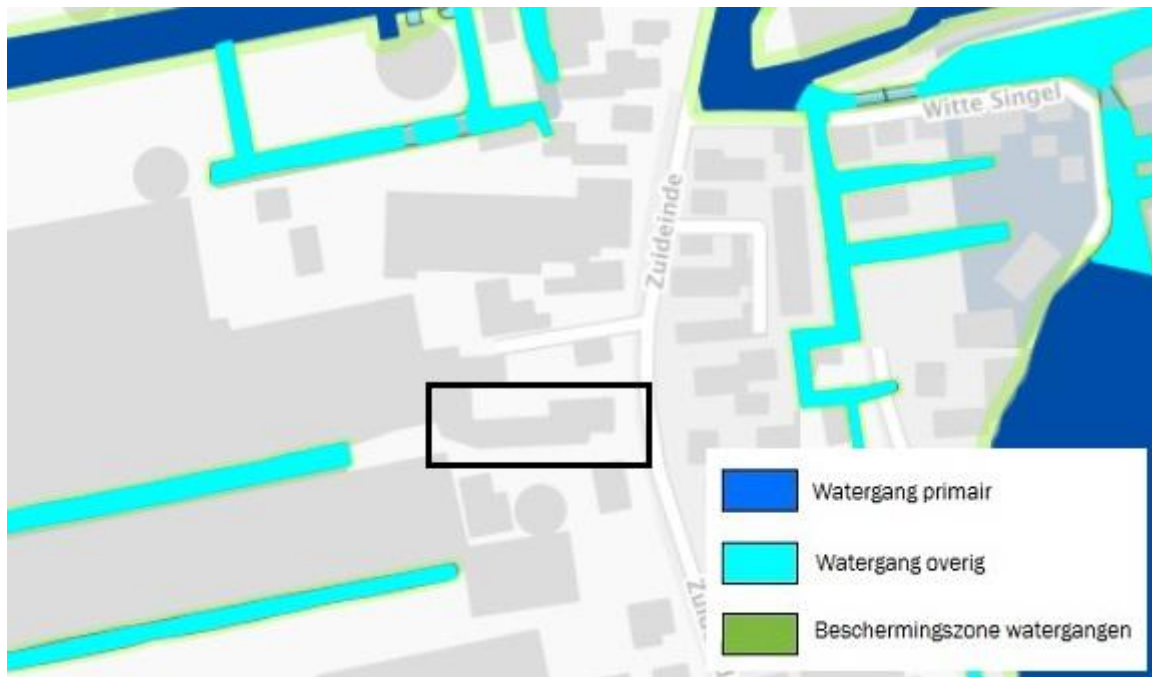 Witte Singel
Zuideinde
Watergang primair
Watergang overig
Beschermingszone watergangen